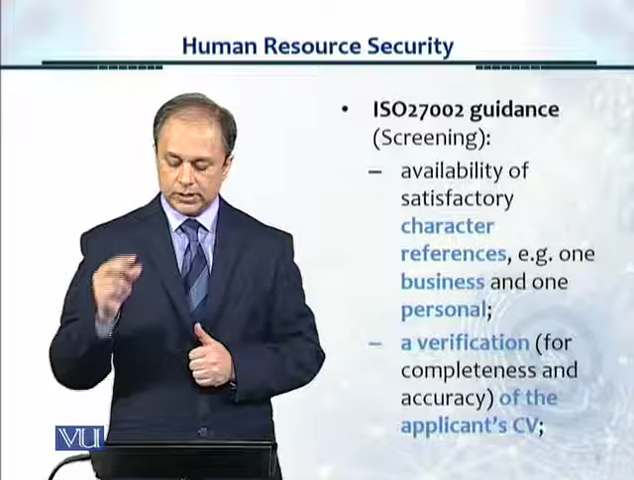 Human Resource Security
• ISO27002 guidance
(Screening):
– availability of
satisfactory
character
references, e.g. one
business and one
personal;
– a verification (for
completeness and
accuracy) of the
applicant's CV;
VU